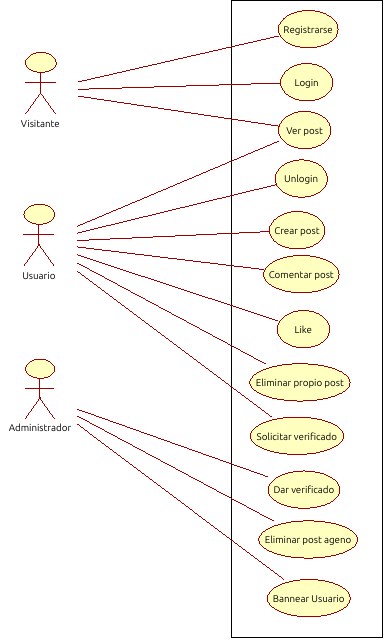 Registrarse
Login
Visitante
Ver post
Unlogin
Crear post
Usuario
Comentar post
Like
Eliminar propio post
Administrador
Solicitar verificado
Dar verificado
Eliminar post ageno
Bannear Usuario